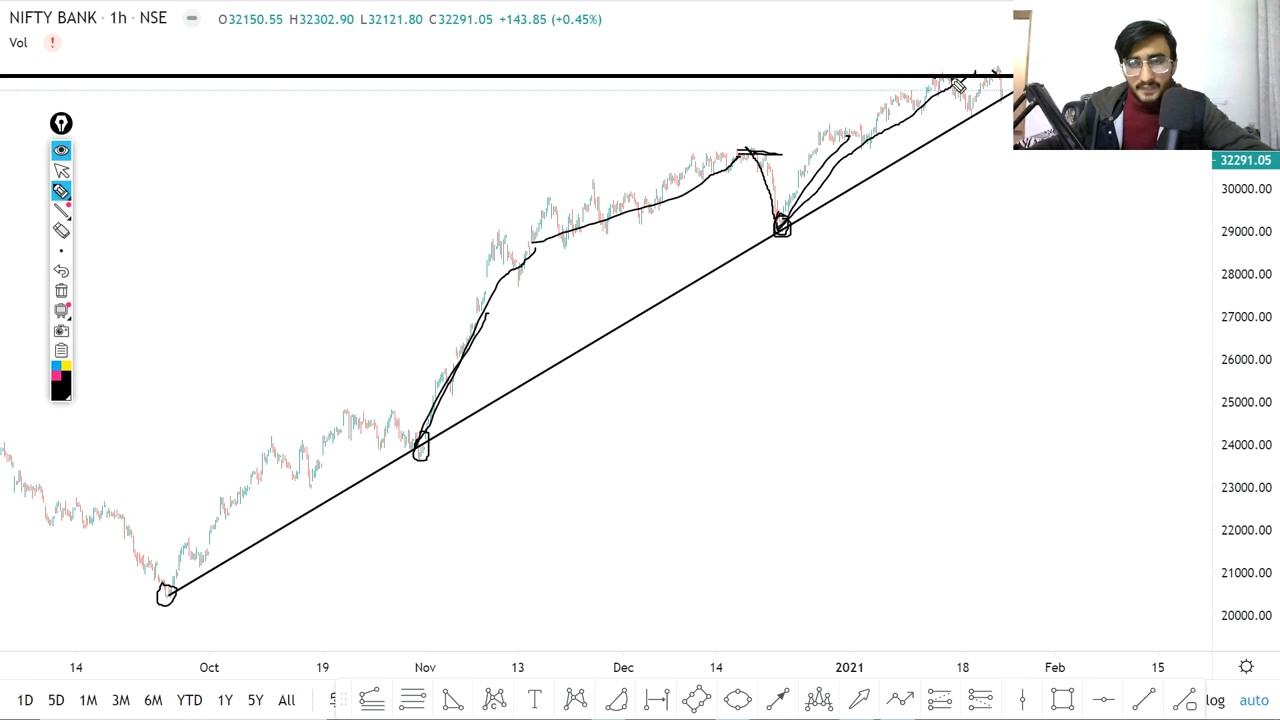 NIFTY BANK · 1h · NSE
O32150.55 H32302.90 L32121.80 C32291.05 +143.85 (+0.45%)
Vol !
32291.05
30000.00
29000.00
28000.00
27000.00
26000.00
25000.00
24000.00
23000.00
22000.00
21000.00
20000.00
14 Oct 19 Nov 13 Dec 14 2021 18 Feb 15
1D 5D 1M 3M 6M YTD 1Y 5Y All T log auto